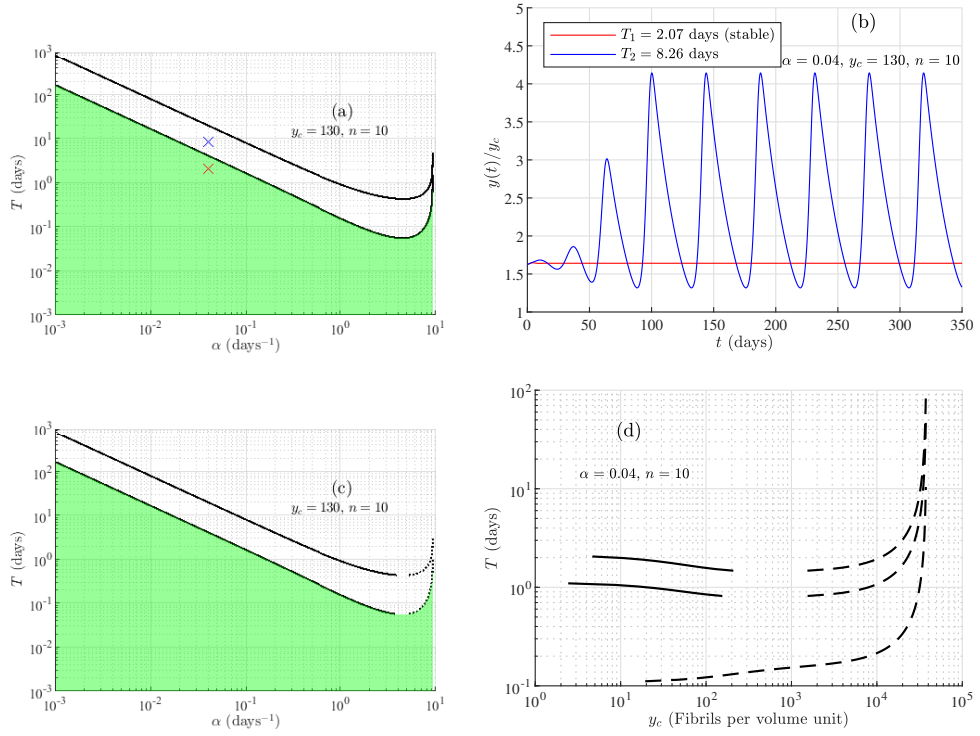 (a)
y_c = 130, n = 10
T (days)
10^3
10^2
10^1
10^0
10^-1
10^-2
10^-3
10^-3
10^-2
10^-1
10^0
10^1
α (days^-1)
(b)
T_1 = 2.07 days (stable)
T_2 = 8.26 days
α = 0.04, y_c = 130, n = 10
y(t)/y_c
5
4.5
4
3.5
3
2.5
2
1.5
1
0
50
100
150
200
250
300
350
t (days)
(c)
y_c = 130, n = 10
T (days)
10^3
10^2
10^1
10^0
10^-1
10^-2
10^-3
10^-3
10^-2
10^-1
10^0
10^1
α (days^-1)
(d)
α = 0.04, n = 10
T (days)
10^2
10^1
10^0
10^-1
10^0
10^1
10^2
10^3
10^4
10^5
y_c (Fibrils per volume unit)